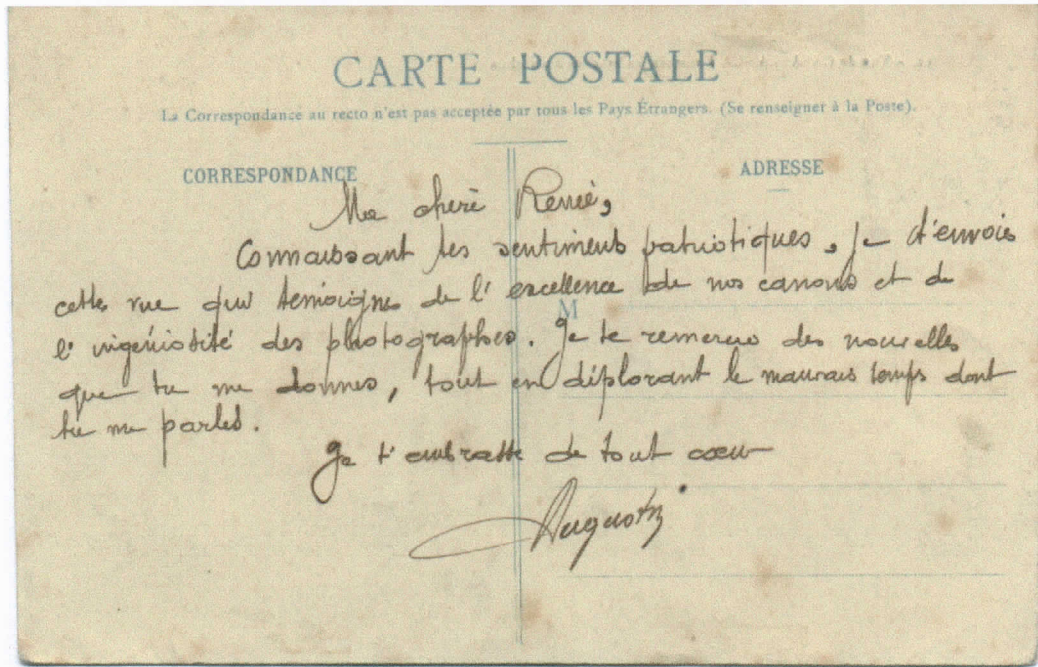 CARTE POSTALE
La Correspondance au recto n'est pas acceptée par tous les Pays Étrangers. (Se renseigner à la Poste).
CORRESPONDANCE
ADRESSE
Ma chère Renée,
Connaissant tes sentiments patriotiques, je t'envois
cette vue qui témoigne de l'excellence de nos canons et de
M
l'ingéniosité des photographes. Je te remercie des nouvelles
que tu me donnes, tout en déplorant le mauvais temps dont
tu me parles.
Je t'embrasse de tout cœur
Augustin